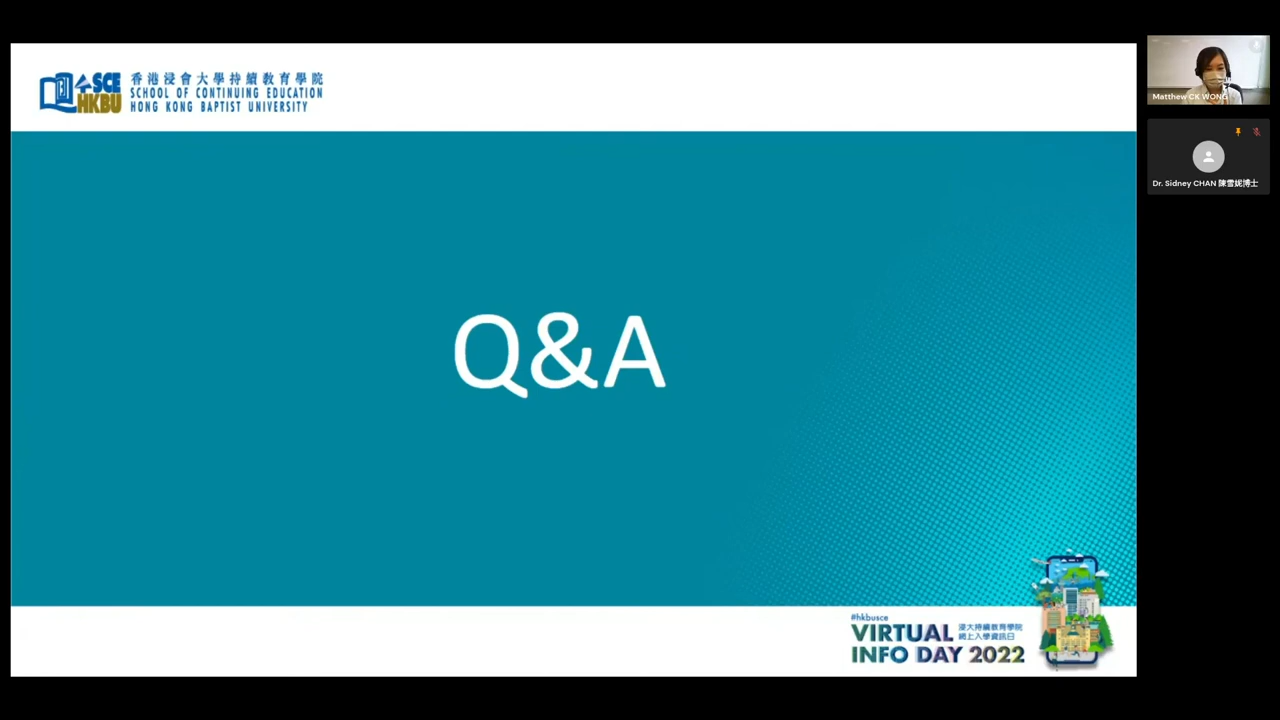 SCE
HKBU
香港浸會大學持續教育學院
SCHOOL OF CONTINUING EDUCATION
HONG KONG BAPTIST UNIVERSITY
Q&A
#hkbusce
VIRTUAL
INFO DAY 2022
浸大持續教育學院
網上入學資訊日
Matthew CK WONG
Dr. Sidney CHAN 陳雪妮博士